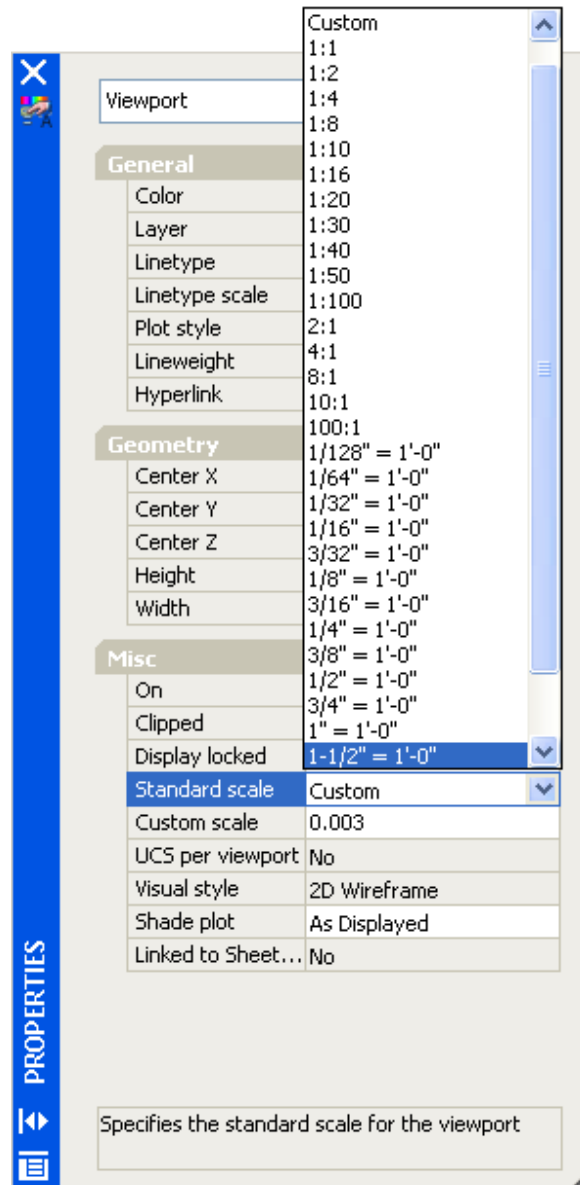 Custom
1:1
1:2
1:4
1:8
1:10
1:16
1:20
1:30
1:40
1:50
1:100
2:1
4:1
8:1
10:1
100:1
1/128" = 1'-0"
1/64" = 1'-0"
1/32" = 1'-0"
1/16" = 1'-0"
3/32" = 1'-0"
1/8" = 1'-0"
3/16" = 1'-0"
1/4" = 1'-0"
3/8" = 1'-0"
1/2" = 1'-0"
3/4" = 1'-0"
1" = 1'-0"
1-1/2" = 1'-0"
Viewport
General
Color
Layer
Linetype
Linetype scale
Plot style
Lineweight
Hyperlink
Geometry
Center X
Center Y
Center Z
Height
Width
Misc
On
Clipped
Display locked
Standard scale Custom
Custom scale 0.003
UCS per viewport No
Visual style 2D Wireframe
Shade plot As Displayed
Linked to Sheet... No
PROPERTIES
Specifies the standard scale for the viewport